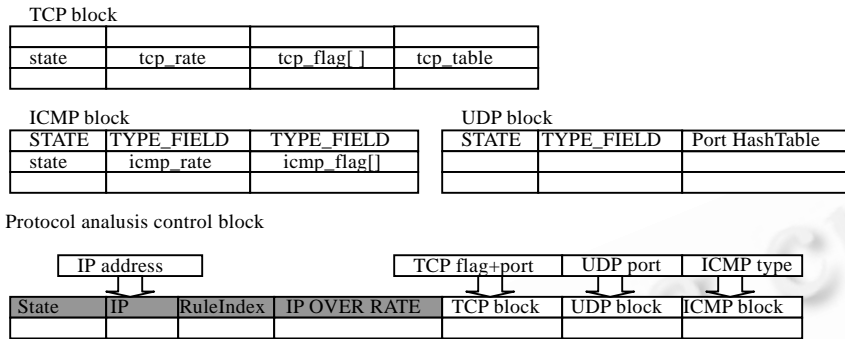 TCP block
state tcp_rate tcp_flag[ ] tcp_table
ICMP block UDP block
STATE TYPE_FIELD TYPE_FIELD STATE TYPE_FIELD Port HashTable
state icmp_rate icmp_flag[]
Protocol analusis control block
IP address TCP flag+port UDP port ICMP type
State IP RuleIndex IP OVER RATE TCP block UDP block ICMP block